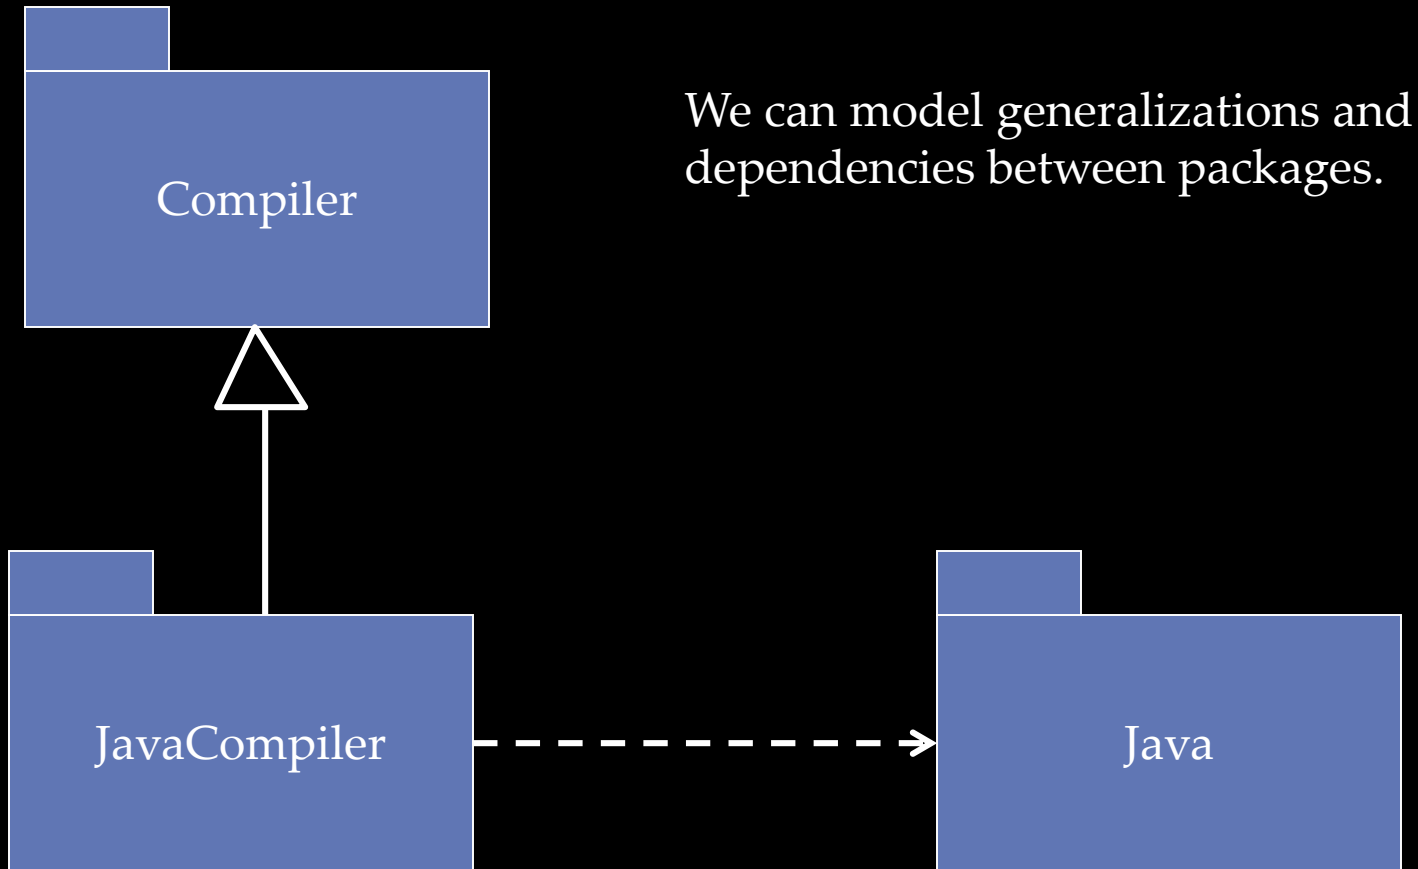 We can model generalizations and
dependencies between packages.
Compiler
JavaCompiler
Java